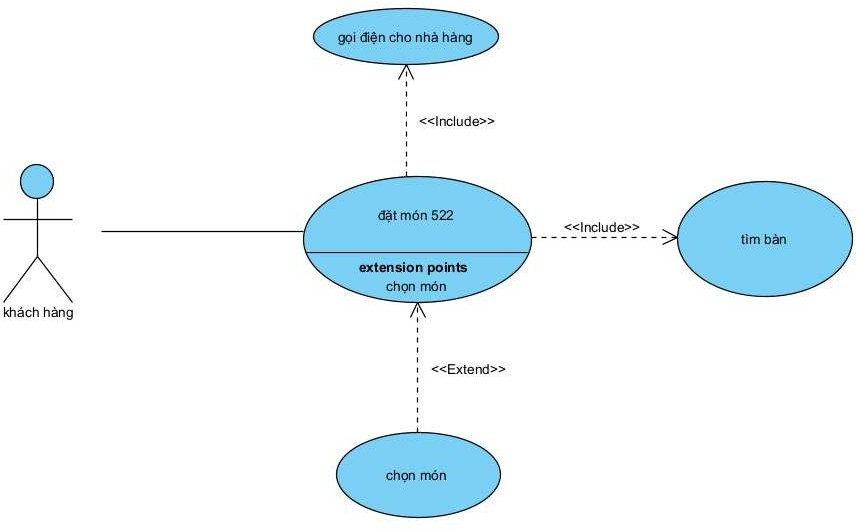 gọi điện cho nhà hàng
<<Include>>
đặt món 522
<<Include>>
tìm bàn
extension points
chọn món
khách hàng
<<Extend>>
chọn món